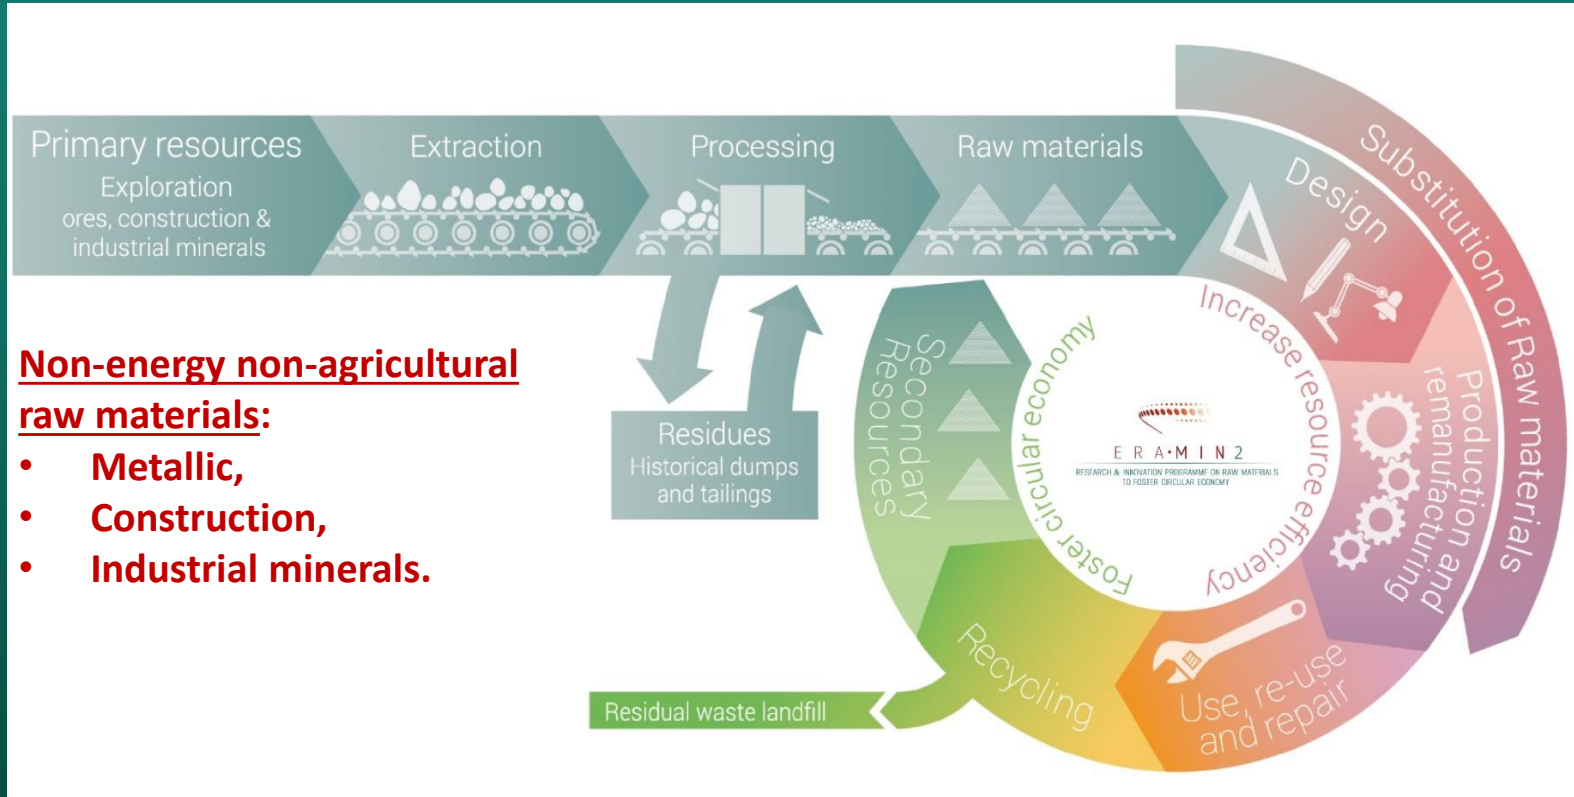 Primary resources
Exploration
ores, construction &
industrial minerals
Extraction
Processing
Raw materials
Design
Substitution of Raw materials
Production and
remanufacturing
Use, re-use
and repair
Recycling
Residual waste landfill
Secondary
Resources
Residues
Historical dumps
and tailings
Increase resource efficiency
Foster circular economy
ERA•MIN2
RESEARCH & INNOVATION PROGRAMME ON RAW MATERIALS
TO FOSTER CIRCULAR ECONOMY
Non-energy non-agricultural
raw materials:
• Metallic,
• Construction,
• Industrial minerals.